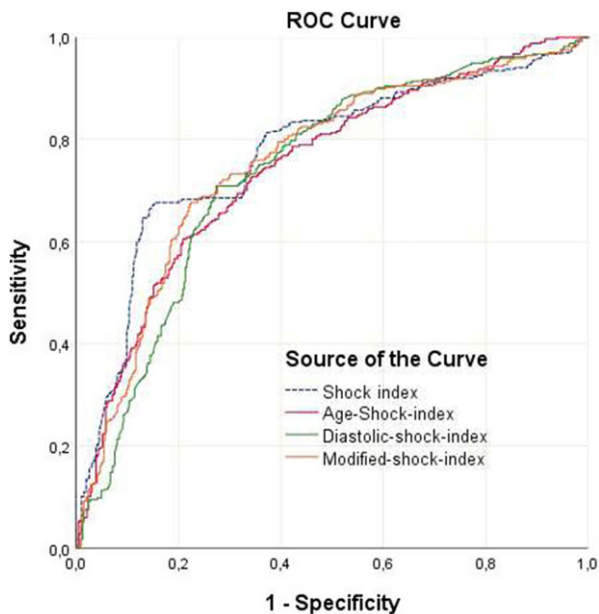 ROC Curve
1,0
0,8
0,6
0,4
0,2
0,0
Sensitivity
Source of the Curve
Shock index
Age-Shock-index
Diastolic-shock-index
Modified-shock-index
0,0 0,2 0,4 0,6 0,8 1,0
1 - Specificity